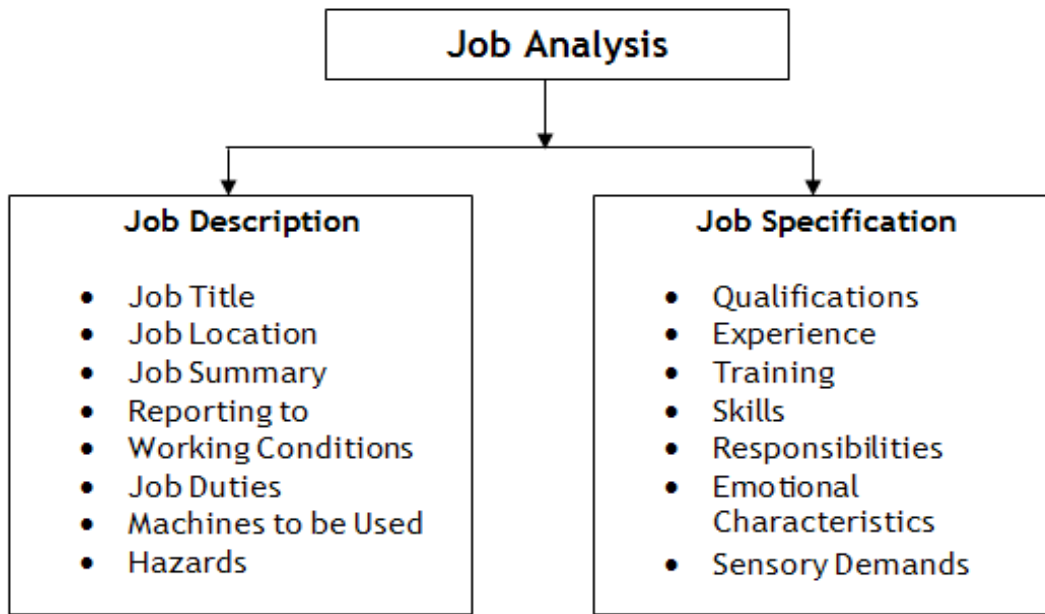 Job Analysis
Job Description
• Job Title
• Job Location
• Job Summary
• Reporting to
• Working Conditions
• Job Duties
• Machines to be Used
• Hazards
Job Specification
• Qualifications
• Experience
• Training
• Skills
• Responsibilities
• Emotional
Characteristics
• Sensory Demands